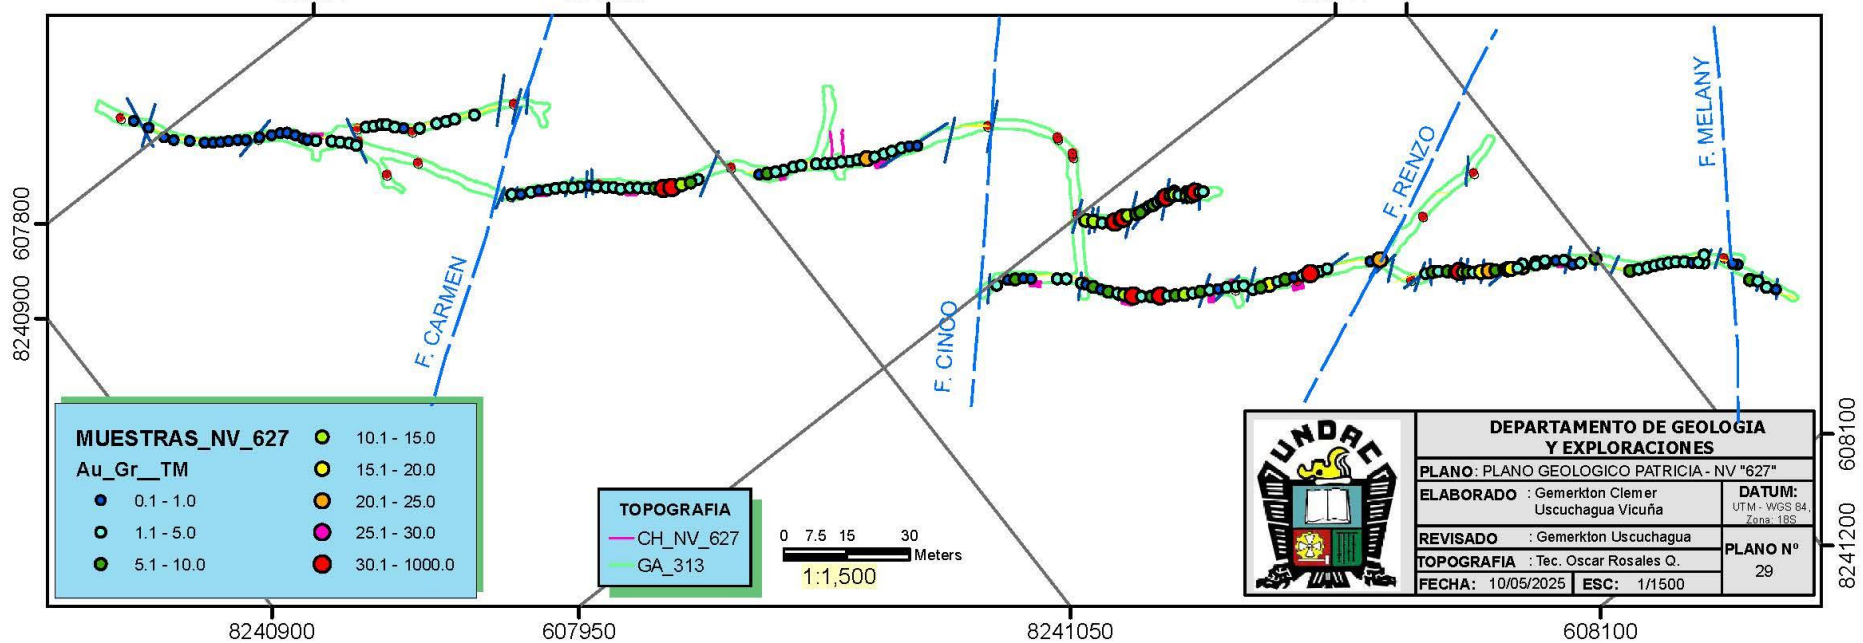 F. CARMEN
F. CINCO
F. RENZO
F. MELANY
607800
8240900
608100
8241200
8240900
607950
8241050
608100
MUESTRAS_NV_627
Au_Gr__TM
0.1 - 1.0
1.1 - 5.0
5.1 - 10.0
10.1 - 15.0
15.1 - 20.0
20.1 - 25.0
25.1 - 30.0
30.1 - 1000.0
TOPOGRAFIA
CH_NV_627
GA_313
0 7.5 15 30
Meters
1:1,500
UNDAC
DEPARTAMENTO DE GEOLOGIA
Y EXPLORACIONES
PLANO: PLANO GEOLOGICO PATRICIA - NV "627"
ELABORADO : Gemerkton Clemer
Uscuchagua Vicuña
DATUM:
UTM - WGS 84,
Zona: 18S
REVISADO : Gemerkton Uscuchagua
TOPOGRAFIA : Tec. Oscar Rosales Q.
FECHA: 10/05/2025 ESC: 1/1500
PLANO Nº
29